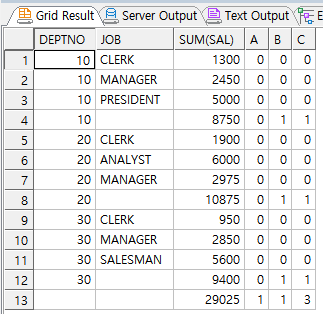 Grid Result Server Output Text Output
DEPTNO JOB SUM(SAL) A B C
1 10 CLERK 1300 0 0 0
2 10 MANAGER 2450 0 0 0
3 10 PRESIDENT 5000 0 0 0
4 10 8750 0 1 1
5 20 CLERK 1900 0 0 0
6 20 ANALYST 6000 0 0 0
7 20 MANAGER 2975 0 0 0
8 20 10875 0 1 1
9 30 CLERK 950 0 0 0
10 30 MANAGER 2850 0 0 0
11 30 SALESMAN 5600 0 0 0
12 30 9400 0 1 1
13 29025 1 1 3